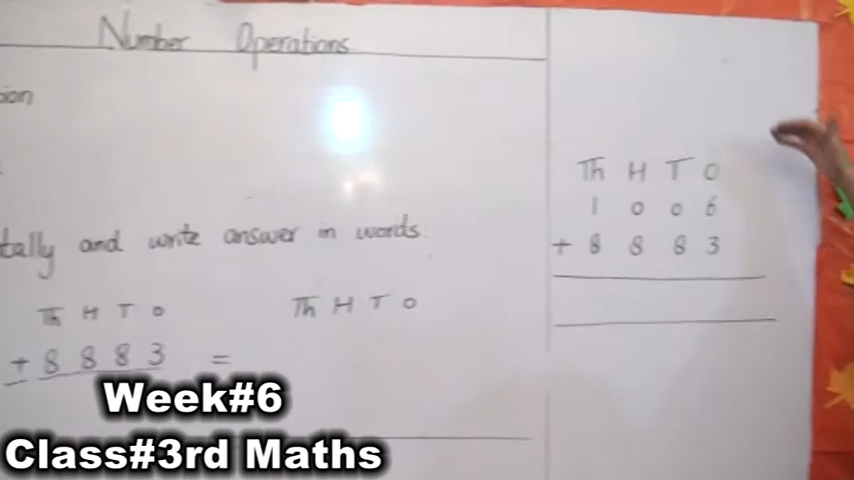 Number Operations
ion
tally and write answer in words.
Th H T O
+ 8 8 8 3 =
Th H T O
Th H T O
1 0 0 6
+ 8 8 8 3
Week#6
Class#3rd Maths